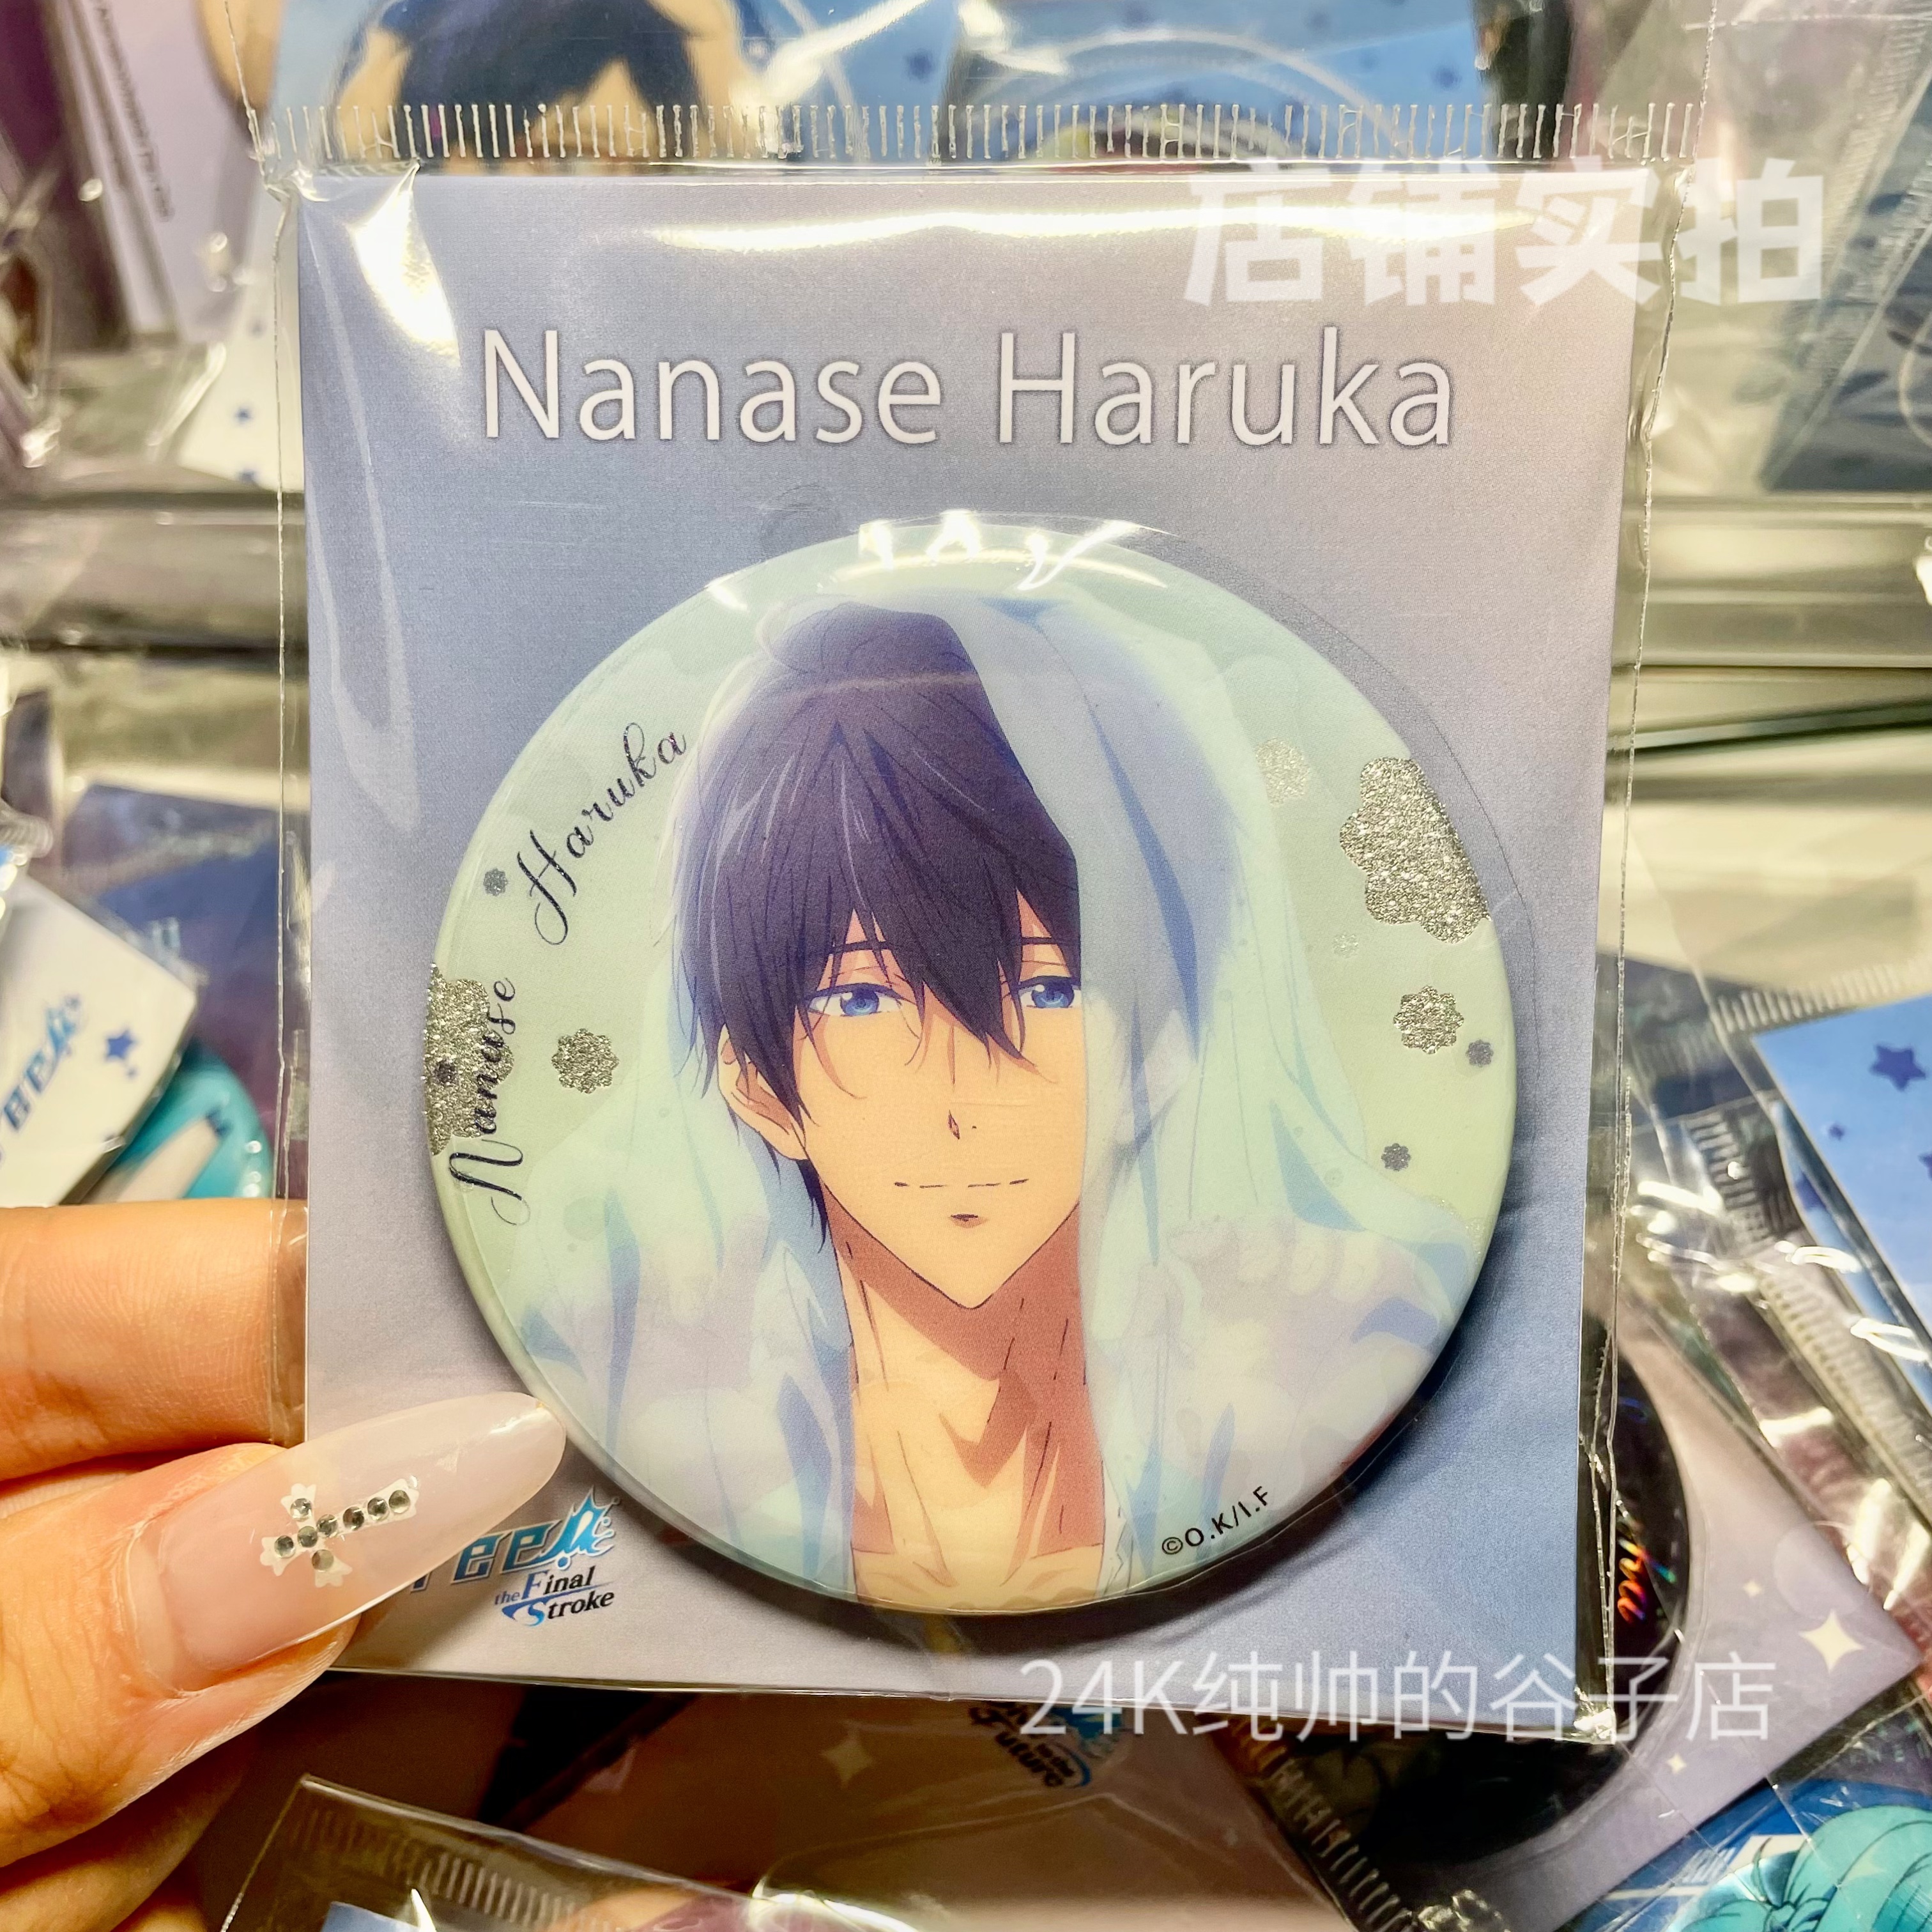 店铺实拍
Nanase Haruka
Haruka
Nanase
©O.K/I.F
the Final
Stroke
24K纯帅的谷子店